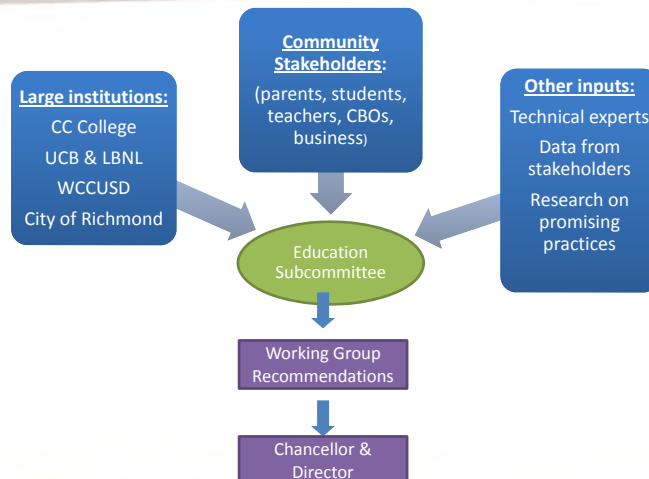 Large institutions:
CC College
UCB & LBNL
WCCUSD
City of Richmond
Community
Stakeholders:
(parents, students,
teachers, CBOs,
business)
Other inputs:
Technical experts
Data from
stakeholders
Research on
promising
practices
Education
Subcommittee
Working Group
Recommendations
Chancellor &
Director